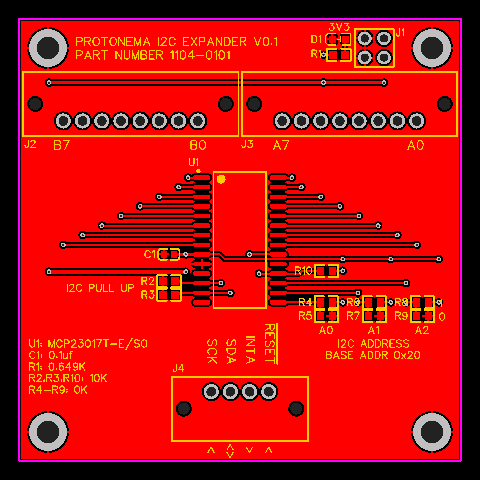 PROTONEMA I2C EXPANDER V0.1
PART NUMBER 1104-0101
3V3
D1
R1
J1
J2
B7
B0
J3
A7
A0
U1
C1
R10
R2
R3
I2C PULL UP
R4
R6
R8
R5
R7
R9
0
A0
A1
A2
U1: MCP23017T-E/SO
C1: 0.1uf
R1: 0.649K
R2,R3,R10: 10K
R4-R9: 0K
SCK
SDA
INTA
RESET
I2C ADDRESS
BASE ADDR 0x20
J4